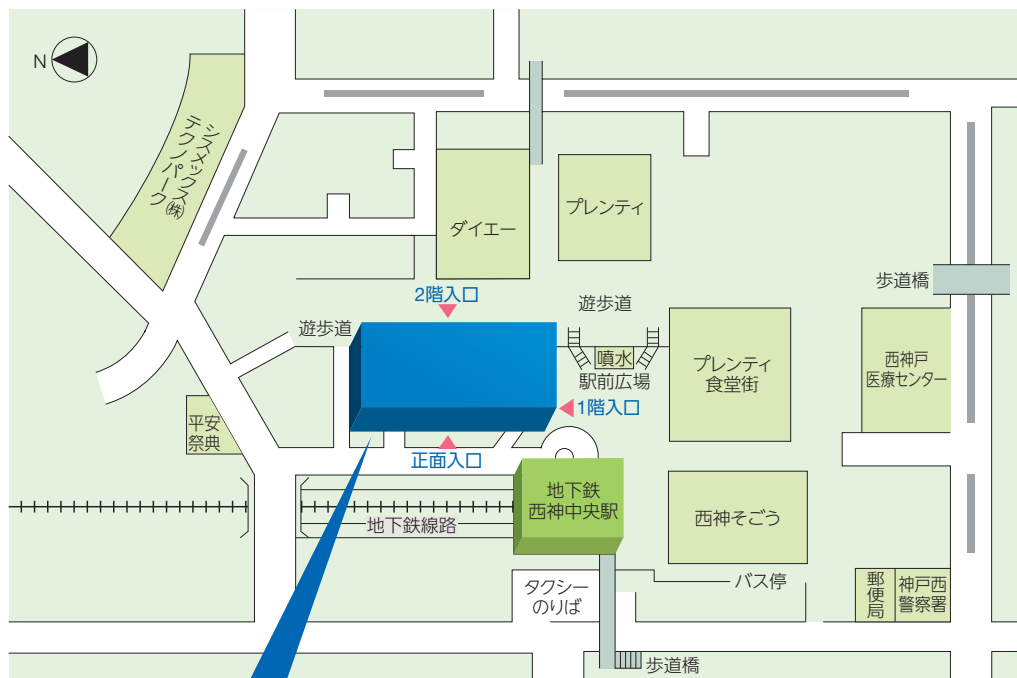 N
シスメックス㈱
テクノパーク
ダイエー
プレンティ
歩道橋
2階入口
遊歩道
遊歩道
噴水
駅前広場
プレンティ
食堂街
西神戸
医療センター
1階入口
平安
祭典
正面入口
地下鉄
西神中央駅
地下鉄線路
西神そごう
タクシー
のりば
バス停
郵便局
神戸西
警察署
歩道橋